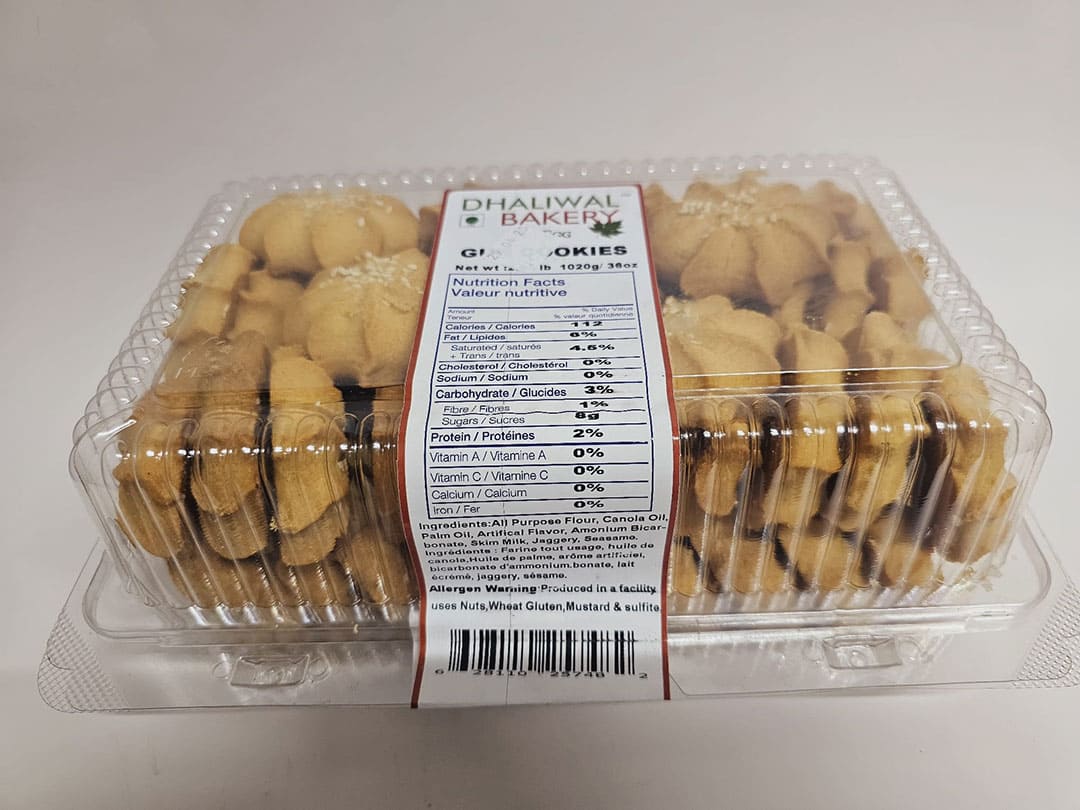 DHALIWAL
BAKERY
COOKIES
Net wt lb 1020g/ 36oz
Nutrition Facts
Valeur nutritive
Amount % Daily Value
Teneur % valeur quotidienne
Calories / Calories 112
Fat / Lipides 6%
Saturated / saturés 4.5%
+ Trans / trans
Cholesterol / Cholestérol 0%
Sodium / Sodium 0%
Carbohydrate / Glucides 3%
Fibre / Fibres 1%
Sugars / Sucres 8g
Protein / Protéines 2%
Vitamin A / Vitamine A 0%
Vitamin C / Vitamine C 0%
Calcium / Calcium 0%
Iron / Fer 0%
Ingredients:All Purpose Flour, Canola Oil,
Palm Oil, Artifical Flavor, Amonium Bicar-
bonate, Skim Milk, Jaggery, Seasame.
Ingrédients : Farine tout usage, huile de
canola,Huile de palme, arôme artificiel,
bicarbonate d'ammonium.bonate, lait
écrémé, jaggery, sésame.
Allergen Warning:Produced in a facility
uses Nuts,Wheat Gluten,Mustard & sulfite
6 28110 23748 2